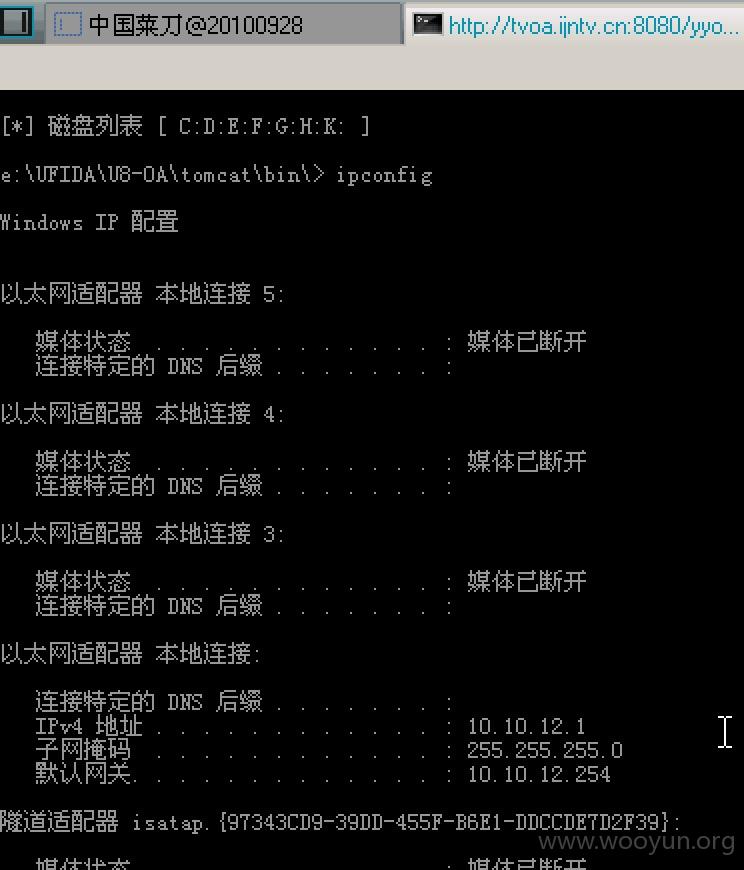 中国菜刀@20100928
http://tvoa.ijntv.cn:8080/yyo...
[*] 磁盘列表 [ C:D:E:F:G:H:K: ]
e:\UFIDA\U8-OA\tomcat\bin\> ipconfig
Windows IP 配置
以太网适配器 本地连接 5:
媒体状态 . . . . . . . . . . . . : 媒体已断开
连接特定的 DNS 后缀 . . . . . . . :
以太网适配器 本地连接 4:
媒体状态 . . . . . . . . . . . . : 媒体已断开
连接特定的 DNS 后缀 . . . . . . . :
以太网适配器 本地连接 3:
媒体状态 . . . . . . . . . . . . : 媒体已断开
连接特定的 DNS 后缀 . . . . . . . :
以太网适配器 本地连接:
连接特定的 DNS 后缀 . . . . . . . :
IPv4 地址 . . . . . . . . . . . . : 10.10.12.1
子网掩码 . . . . . . . . . . . . : 255.255.255.0
默认网关. . . . . . . . . . . . . : 10.10.12.254
隧道适配器 isatap.{97343CD9-39DD-455F-B6E1-DDCCDE7D2F39}:
www.wooyun.org
媒体状态 . . . . . . . . . . . . : 媒体已断开